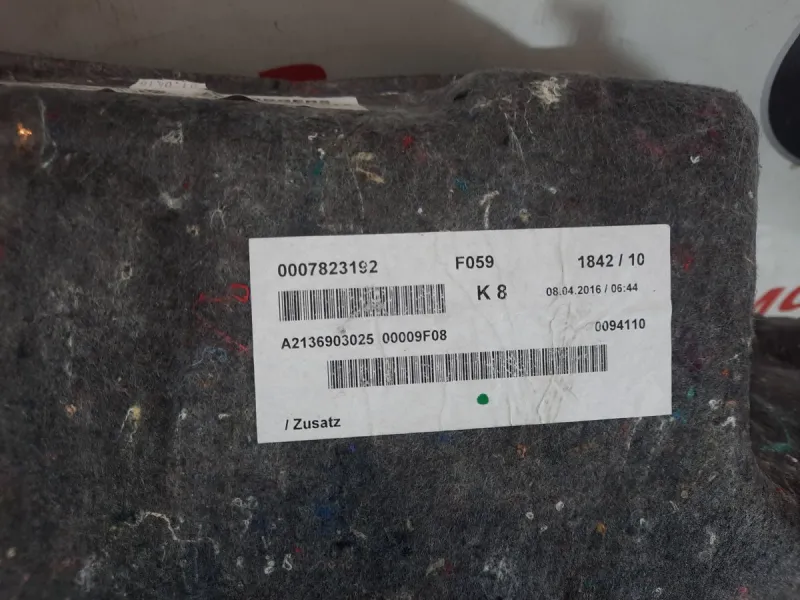 0007823192 F059 1842 / 10
K 8 08.04.2016 / 06:44
A2136903025 00009F08 0094110
/ Zusatz